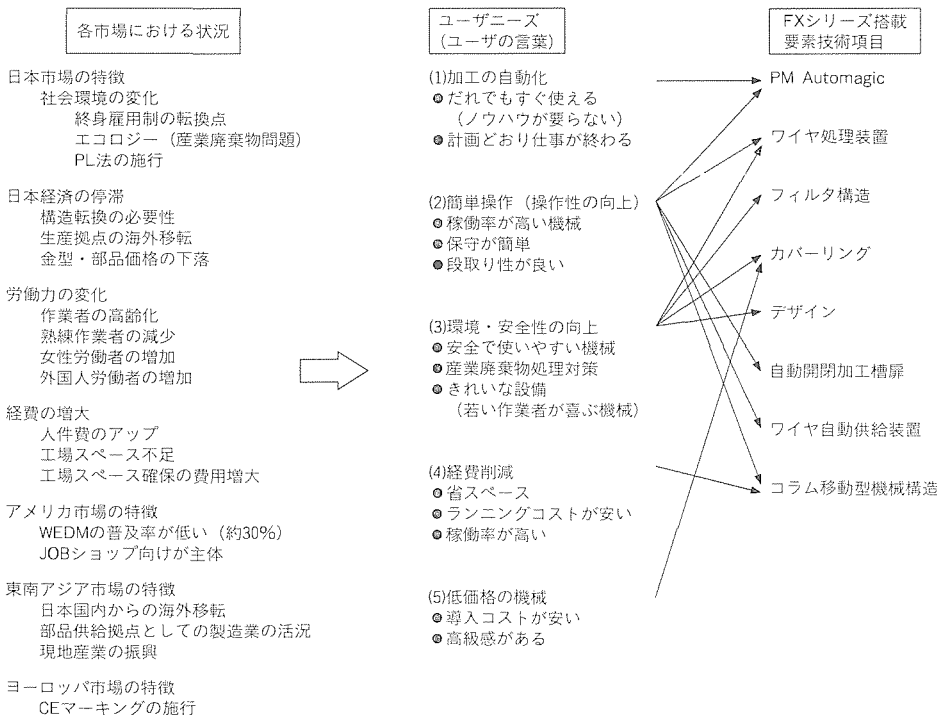 各市場における状況
日本市場の特徴
社会環境の変化
終身雇用制の転換点
エコロジー（産業廃棄物問題）
PL法の施行
日本経済の停滞
構造転換の必要性
生産拠点の海外移転
金型・部品価格の下落
労働力の変化
作業者の高齢化
熟練作業者の減少
女性労働者の増加
外国人労働者の増加
経費の増大
人件費のアップ
工場スペース不足
工場スペース確保の費用増大
アメリカ市場の特徴
WEDMの普及率が低い（約30%）
JOBショップ向けが主体
東南アジア市場の特徴
日本国内からの海外移転
部品供給拠点としての製造業の活況
現地産業の振興
ヨーロッパ市場の特徴
CEマーキングの施行
ユーザニーズ
（ユーザの言葉）
(1)加工の自動化
●だれでもすぐ使える
（ノウハウが要らない）
●計画どおり仕事が終わる
(2)簡単操作（操作性の向上）
●稼働率が高い機械
●保守が簡単
●段取り性が良い
(3)環境・安全性の向上
●安全で使いやすい機械
●産業廃棄物処理対策
●きれいな設備
（若い作業者が喜ぶ機械）
(4)経費削減
●省スペース
●ランニングコストが安い
●稼働率が高い
(5)低価格の機械
●導入コストが安い
●高級感がある
FXシリーズ搭載
要素技術項目
PM Automagic
ワイヤ処理装置
フィルタ構造
カバーリング
デザイン
自動開閉加工槽扉
ワイヤ自動供給装置
コラム移動型機械構造